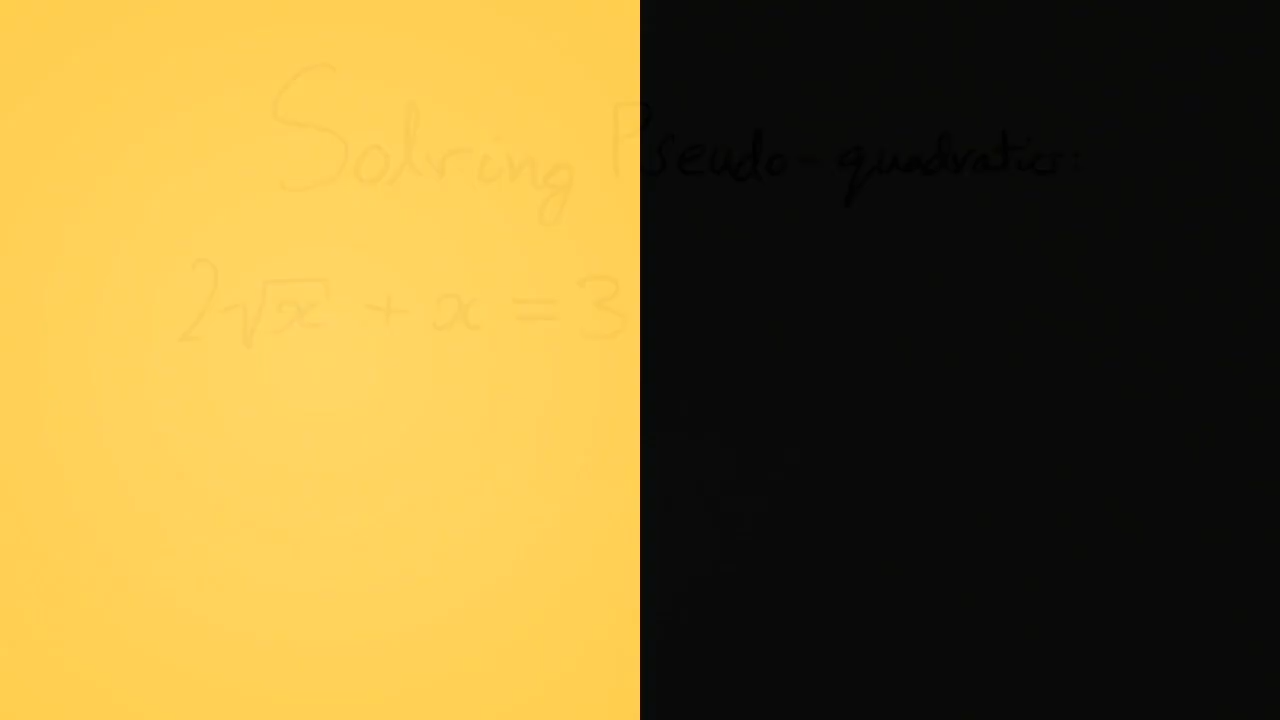 Solving Pseudo-quadratics:
2√x + x = 3